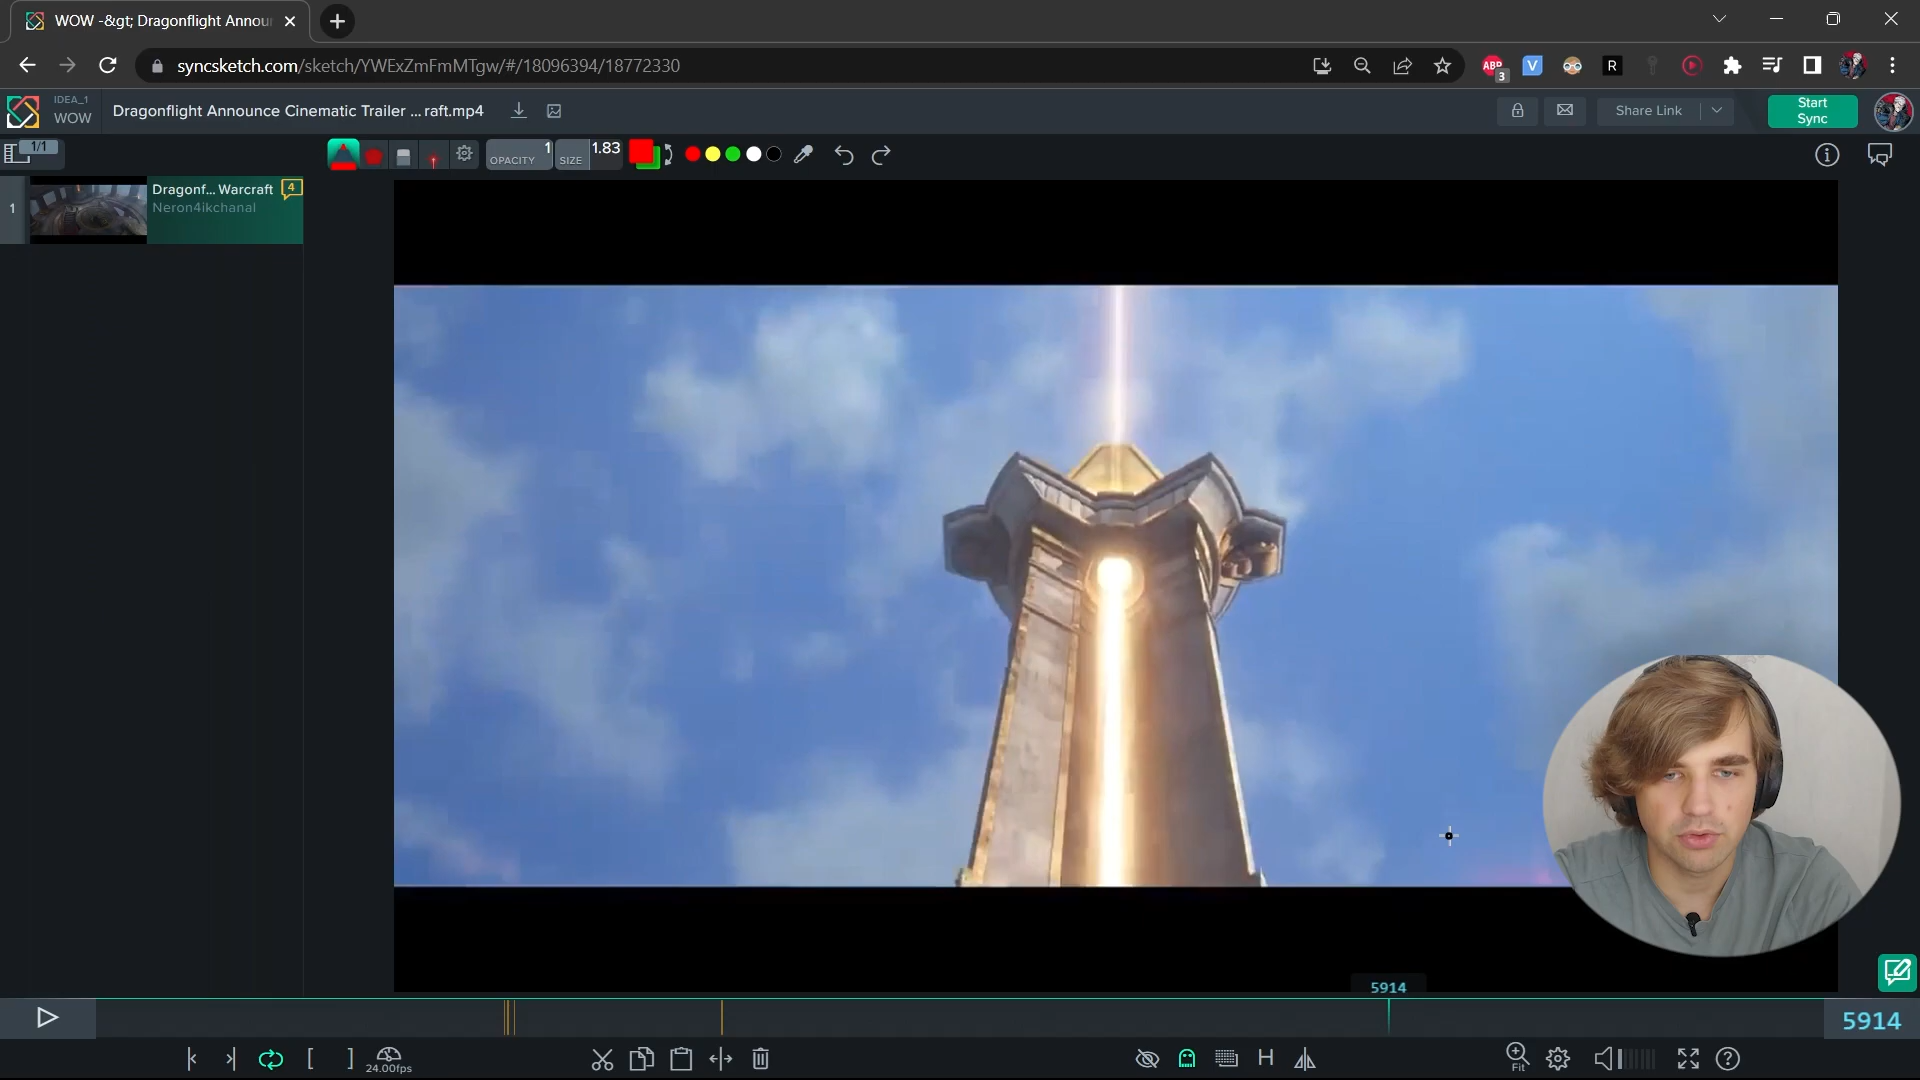 WOW -&gt; Dragonflight Annou
syncsketch.com/sketch/YWExZmFmMTgw/#/18096394/18772330
ABP
3
V
R
IDEA_1
WOW
Dragonflight Announce Cinematic Trailer ... raft.mp4
Share Link
Start
Sync
1/1
OPACITY
1
SIZE
1.83
1
Dragonf... Warcraft
4
Neron4ikchanal
5914
5914
24.00fps
H
Fit